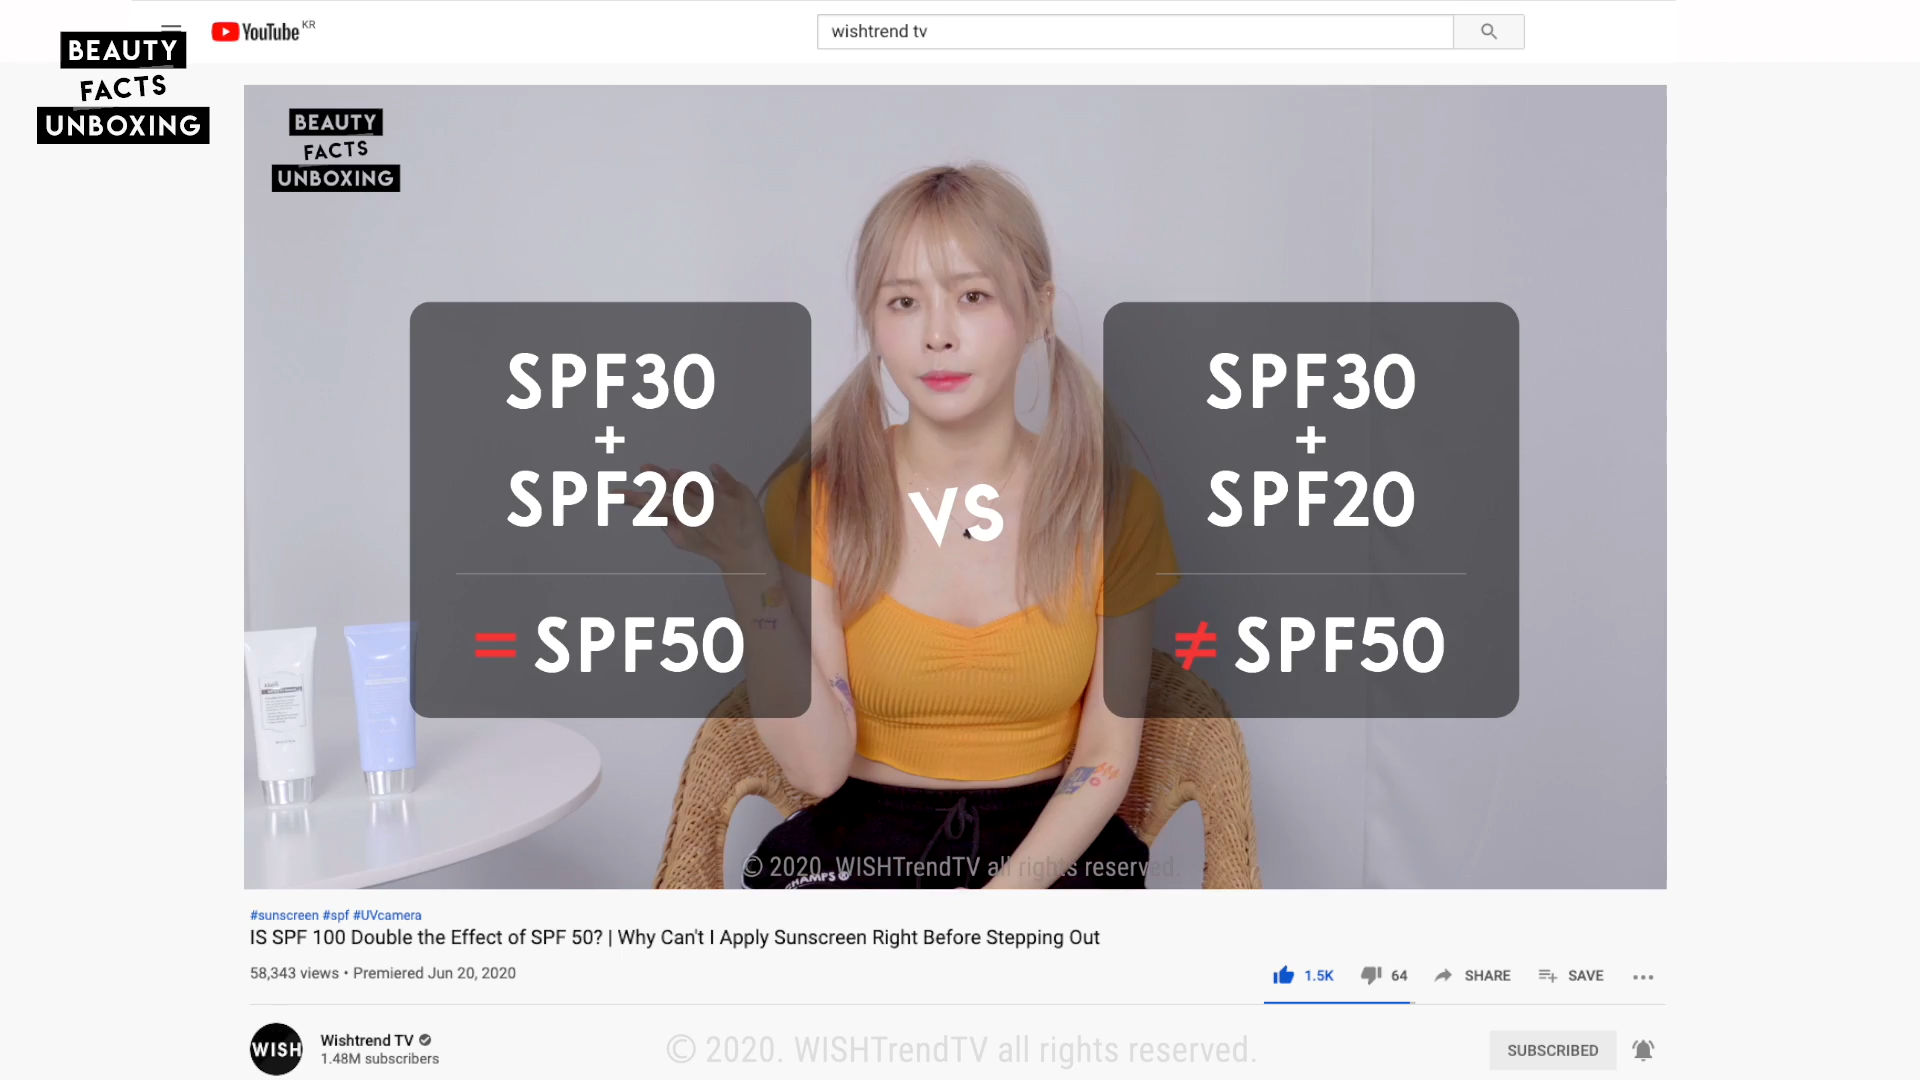 YouTube KR
wishtrend tv
BEAUTY
FACTS
UNBOXING
BEAUTY
FACTS
UNBOXING
SPF30
+
SPF20
= SPF50
VS
SPF30
+
SPF20
≠ SPF50
HAMPS
© 2020. WISHTrendTV all rights reserved.
#sunscreen #spf #UVcamera
IS SPF 100 Double the Effect of SPF 50? | Why Can't I Apply Sunscreen Right Before Stepping Out
58,343 views • Premiered Jun 20, 2020
1.5K 64 SHARE SAVE
WISH
Wishtrend TV
1.48M subscribers
© 2020. WISHTrendTV all rights reserved.
SUBSCRIBED